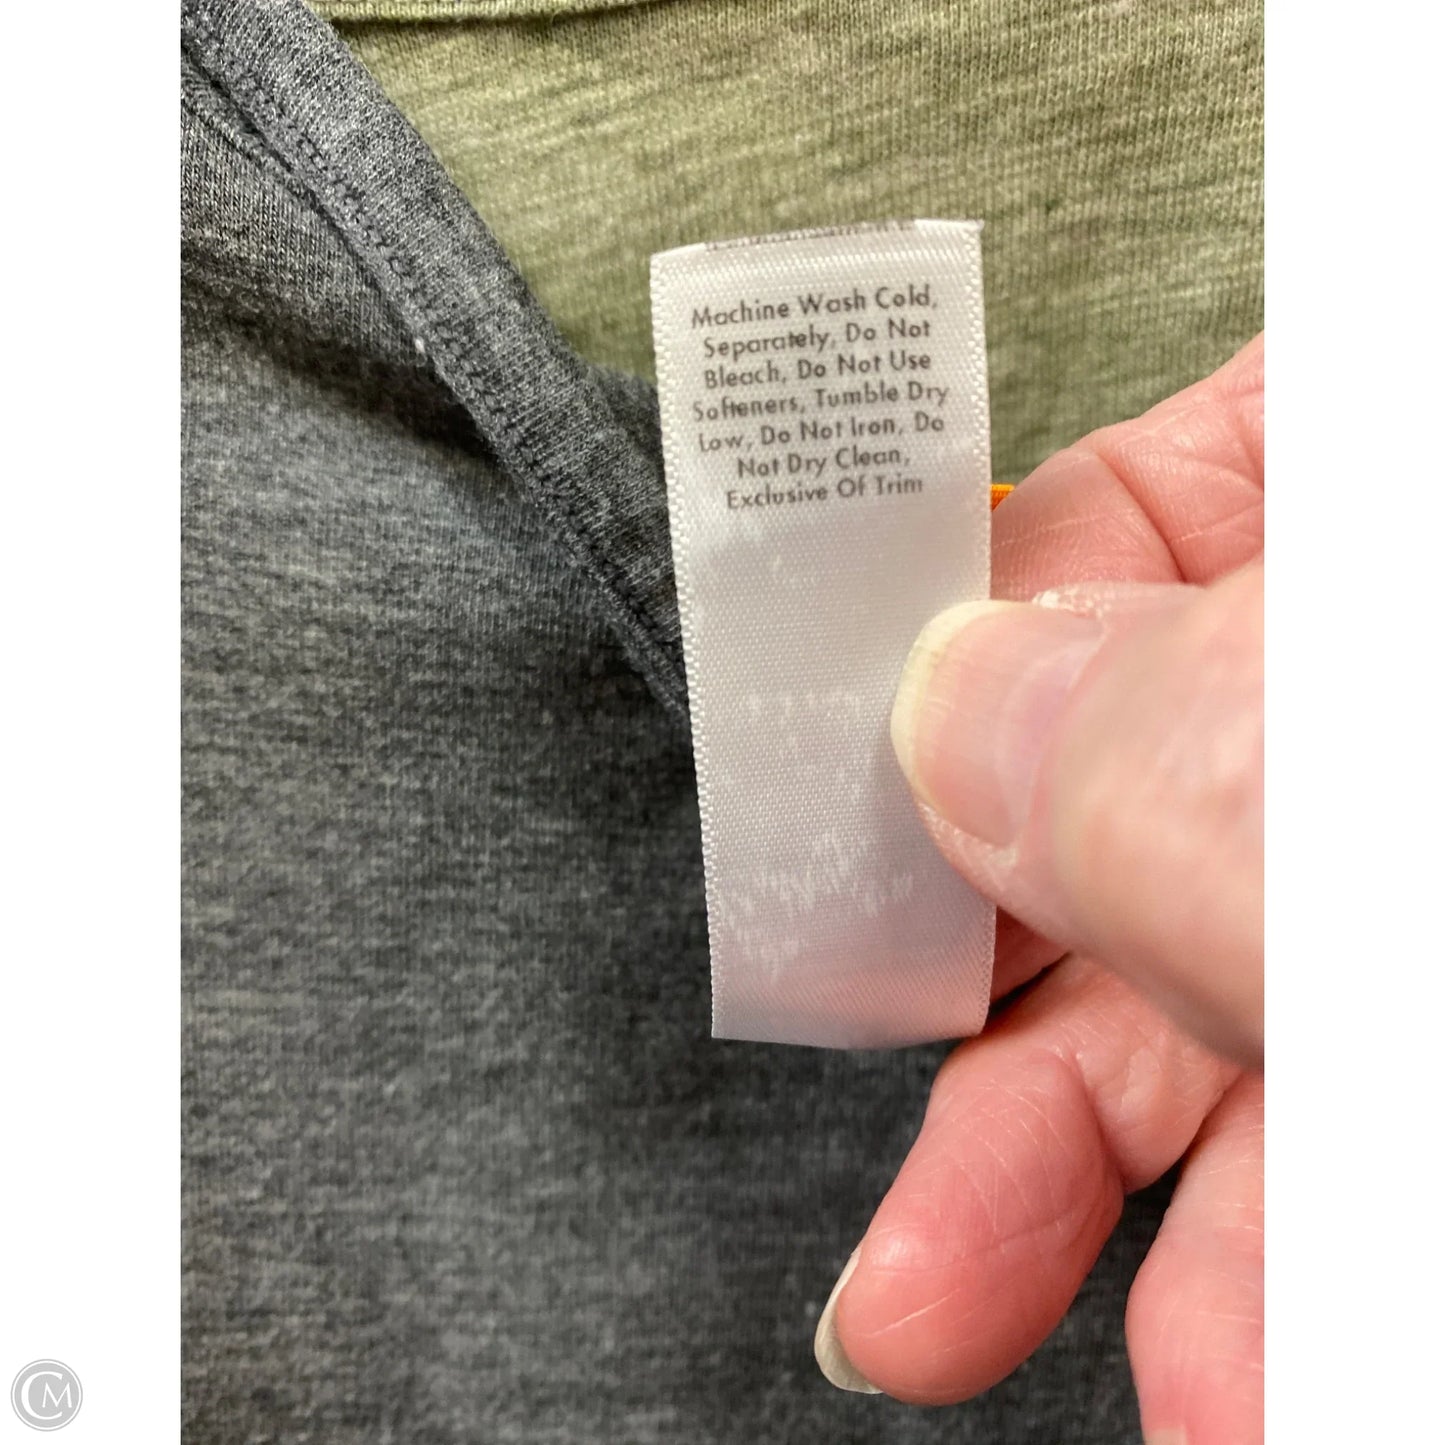 Machine Wash Cold,
Separately, Do Not
Bleach, Do Not Use
Softeners, Tumble Dry
Low, Do Not Iron, Do
Not Dry Clean,
Exclusive Of Trim
CM